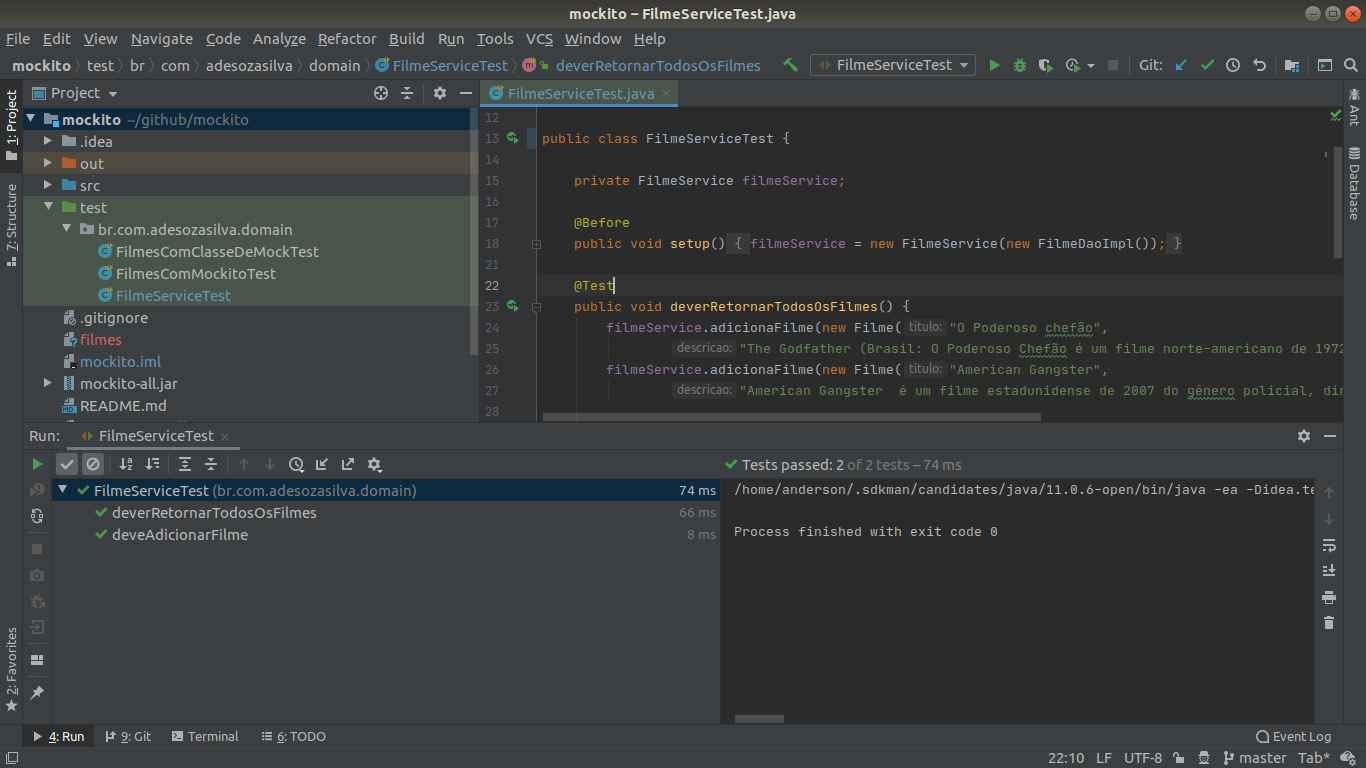 mockito – FilmeServiceTest.java
File Edit View Navigate Code Analyze Refactor Build Run Tools VCS Window Help
mockito test br com adesozasilva domain FilmeServiceTest deverRetornarTodosOsFilmes FilmeServiceTest Git:
1: Project
7: Structure
2: Favorites
Project
mockito ~/github/mockito
.idea
out
src
test
br.com.adesozasilva.domain
FilmesComClasseDeMockTest
FilmesComMockitoTest
FilmeServiceTest
.gitignore
filmes
mockito.iml
mockito-all.jar
README.md
FilmeServiceTest.java
12
13 public class FilmeServiceTest {
14
15 private FilmeService filmeService;
16
17 @Before
18 public void setup() { filmeService = new FilmeService(new FilmeDaoImpl()); }
21
22 @Test
23 public void deverRetornarTodosOsFilmes() {
24 filmeService.adicionaFilme(new Filme( titulo: "O Poderoso chefão",
25 descricao: "The Godfather (Brasil: O Poderoso Chefão é um filme norte-americano de 1972
26 filmeService.adicionaFilme(new Filme( titulo: "American Gangster",
27 descricao: "American Gangster  é um filme estadunidense de 2007 do gênero policial, dir
28
Ant
Database
Run: FilmeServiceTest
Tests passed: 2 of 2 tests – 74 ms
FilmeServiceTest (br.com.adesozasilva.domain) 74 ms
deverRetornarTodosOsFilmes 66 ms
deveAdicionarFilme 8 ms
/home/anderson/.sdkman/candidates/java/11.0.6-open/bin/java -ea -Didea.te
Process finished with exit code 0
4: Run 9: Git Terminal 6: TODO Event Log
22:10 LF UTF-8 master Tab*